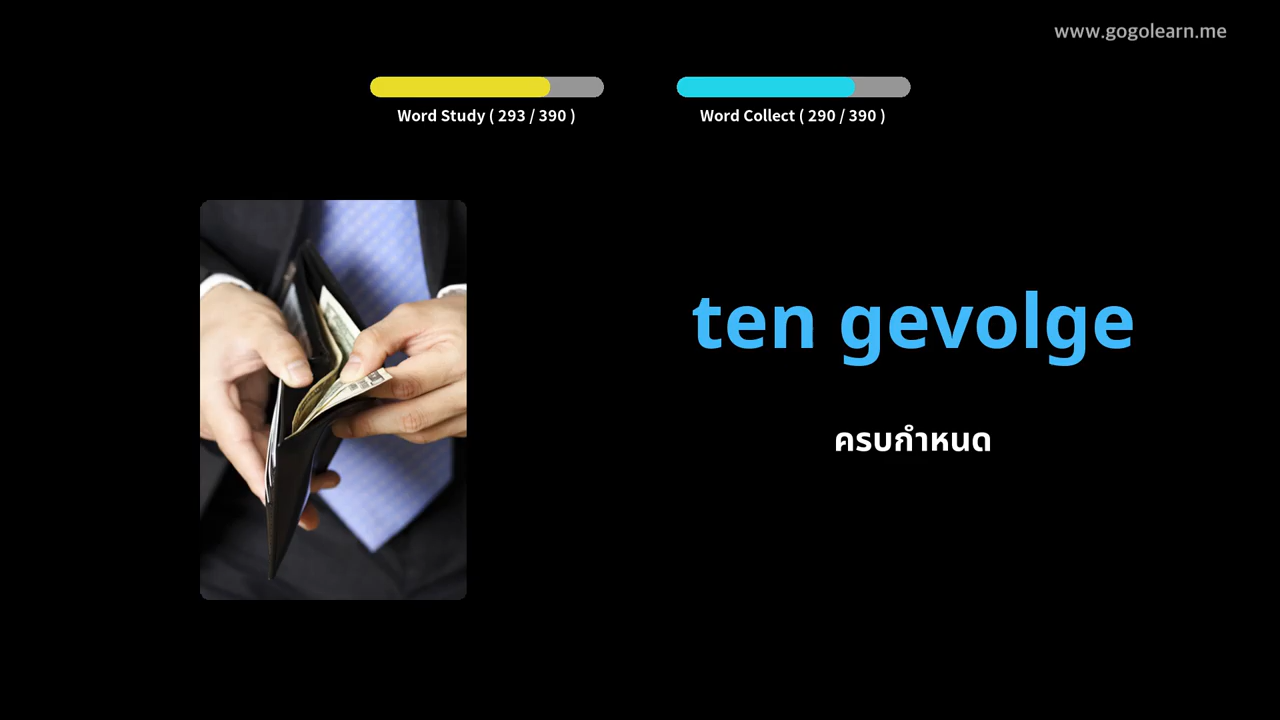 www.gogolearn.me
Word Study ( 293 / 390 )
Word Collect ( 290 / 390 )
ten gevolge
ครบกำหนด